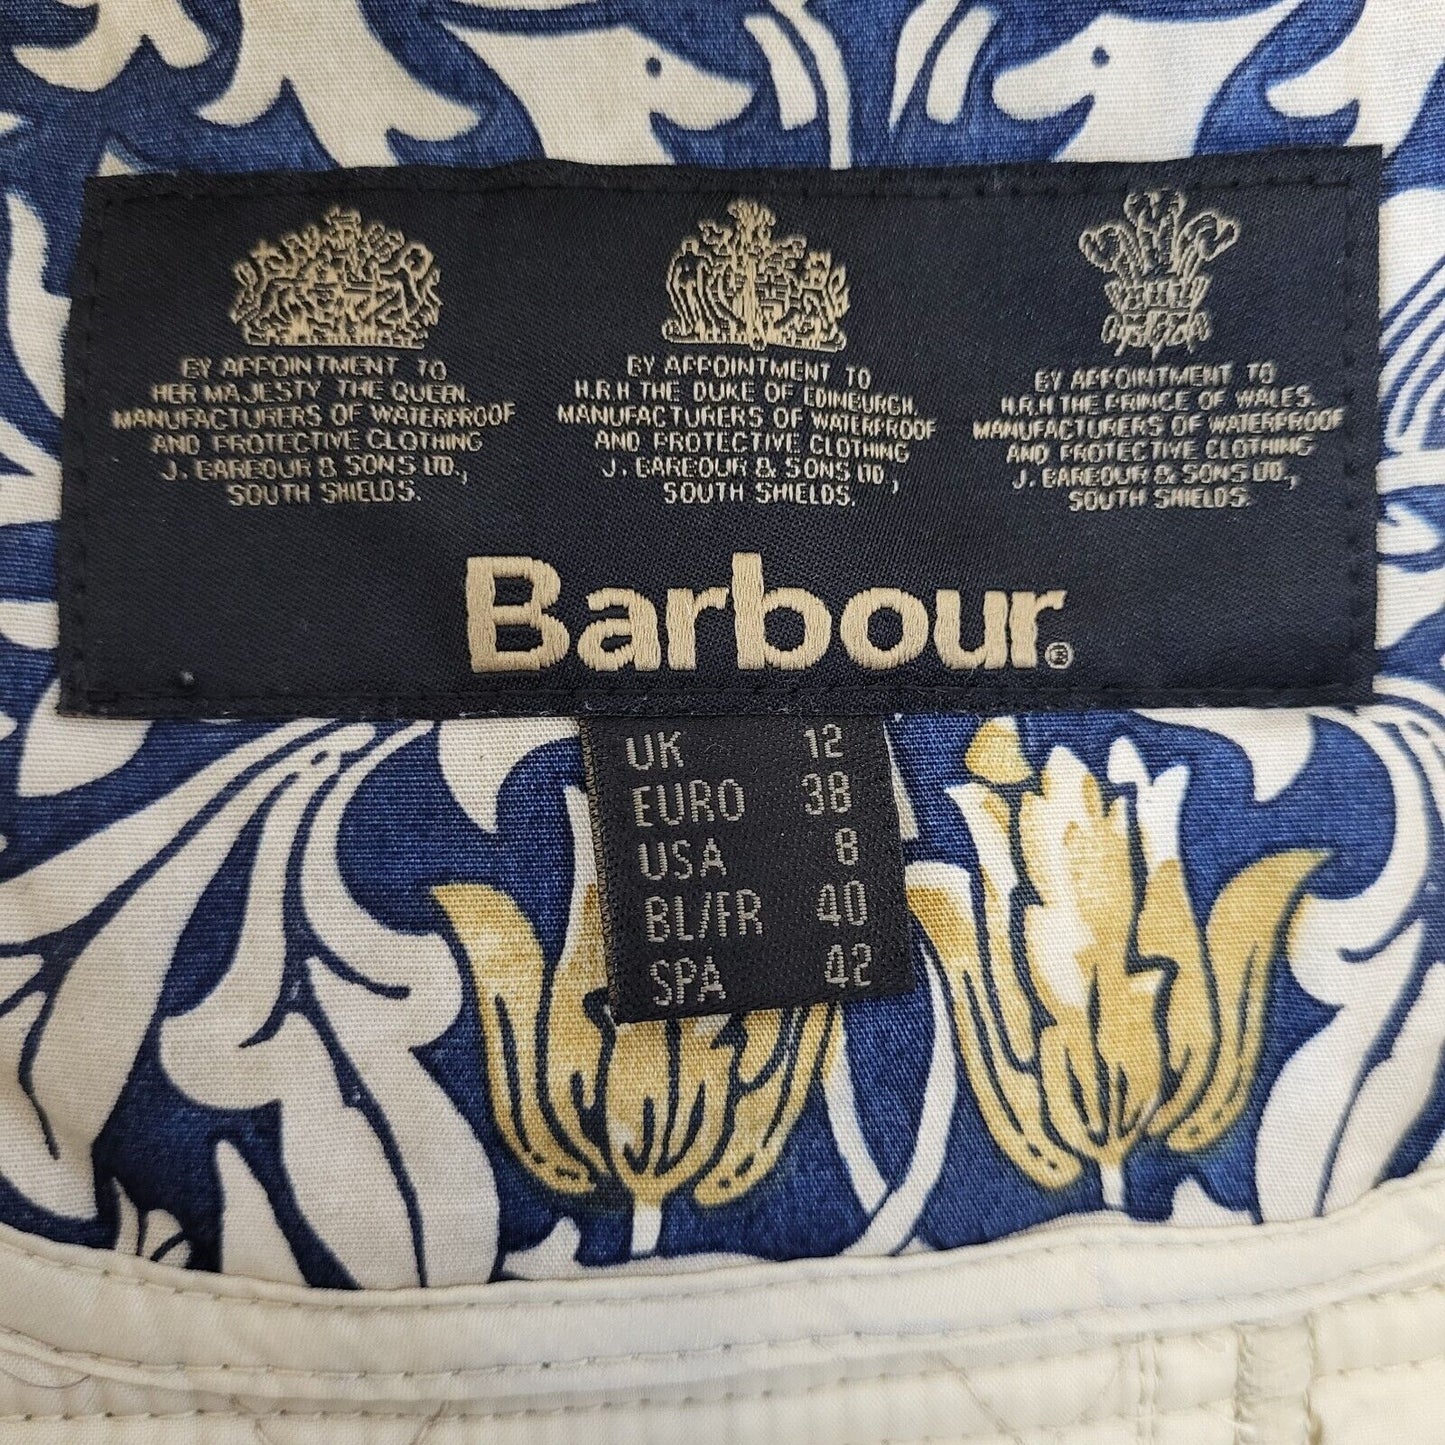 BY APPOINTMENT TO
HER MAJESTY THE QUEEN.
MANUFACTURERS OF WATERPROOF
AND PROTECTIVE CLOTHING
J. BARBOUR & SONS LTD.,
SOUTH SHIELDS.
BY APPOINTMENT TO
H.R.H THE DUKE OF EDINBURGH.
MANUFACTURERS OF WATERPROOF
AND PROTECTIVE CLOTHING
J. BARBOUR & SONS LTD.,
SOUTH SHIELDS.
BY APPOINTMENT TO
H.R.H THE PRINCE OF WALES.
MANUFACTURERS OF WATERPROOF
AND PROTECTIVE CLOTHING
J. BARBOUR & SONS LTD.,
SOUTH SHIELDS.
Barbour®
UK 12
EURO 38
USA 8
BL/FR 40
SPA 42